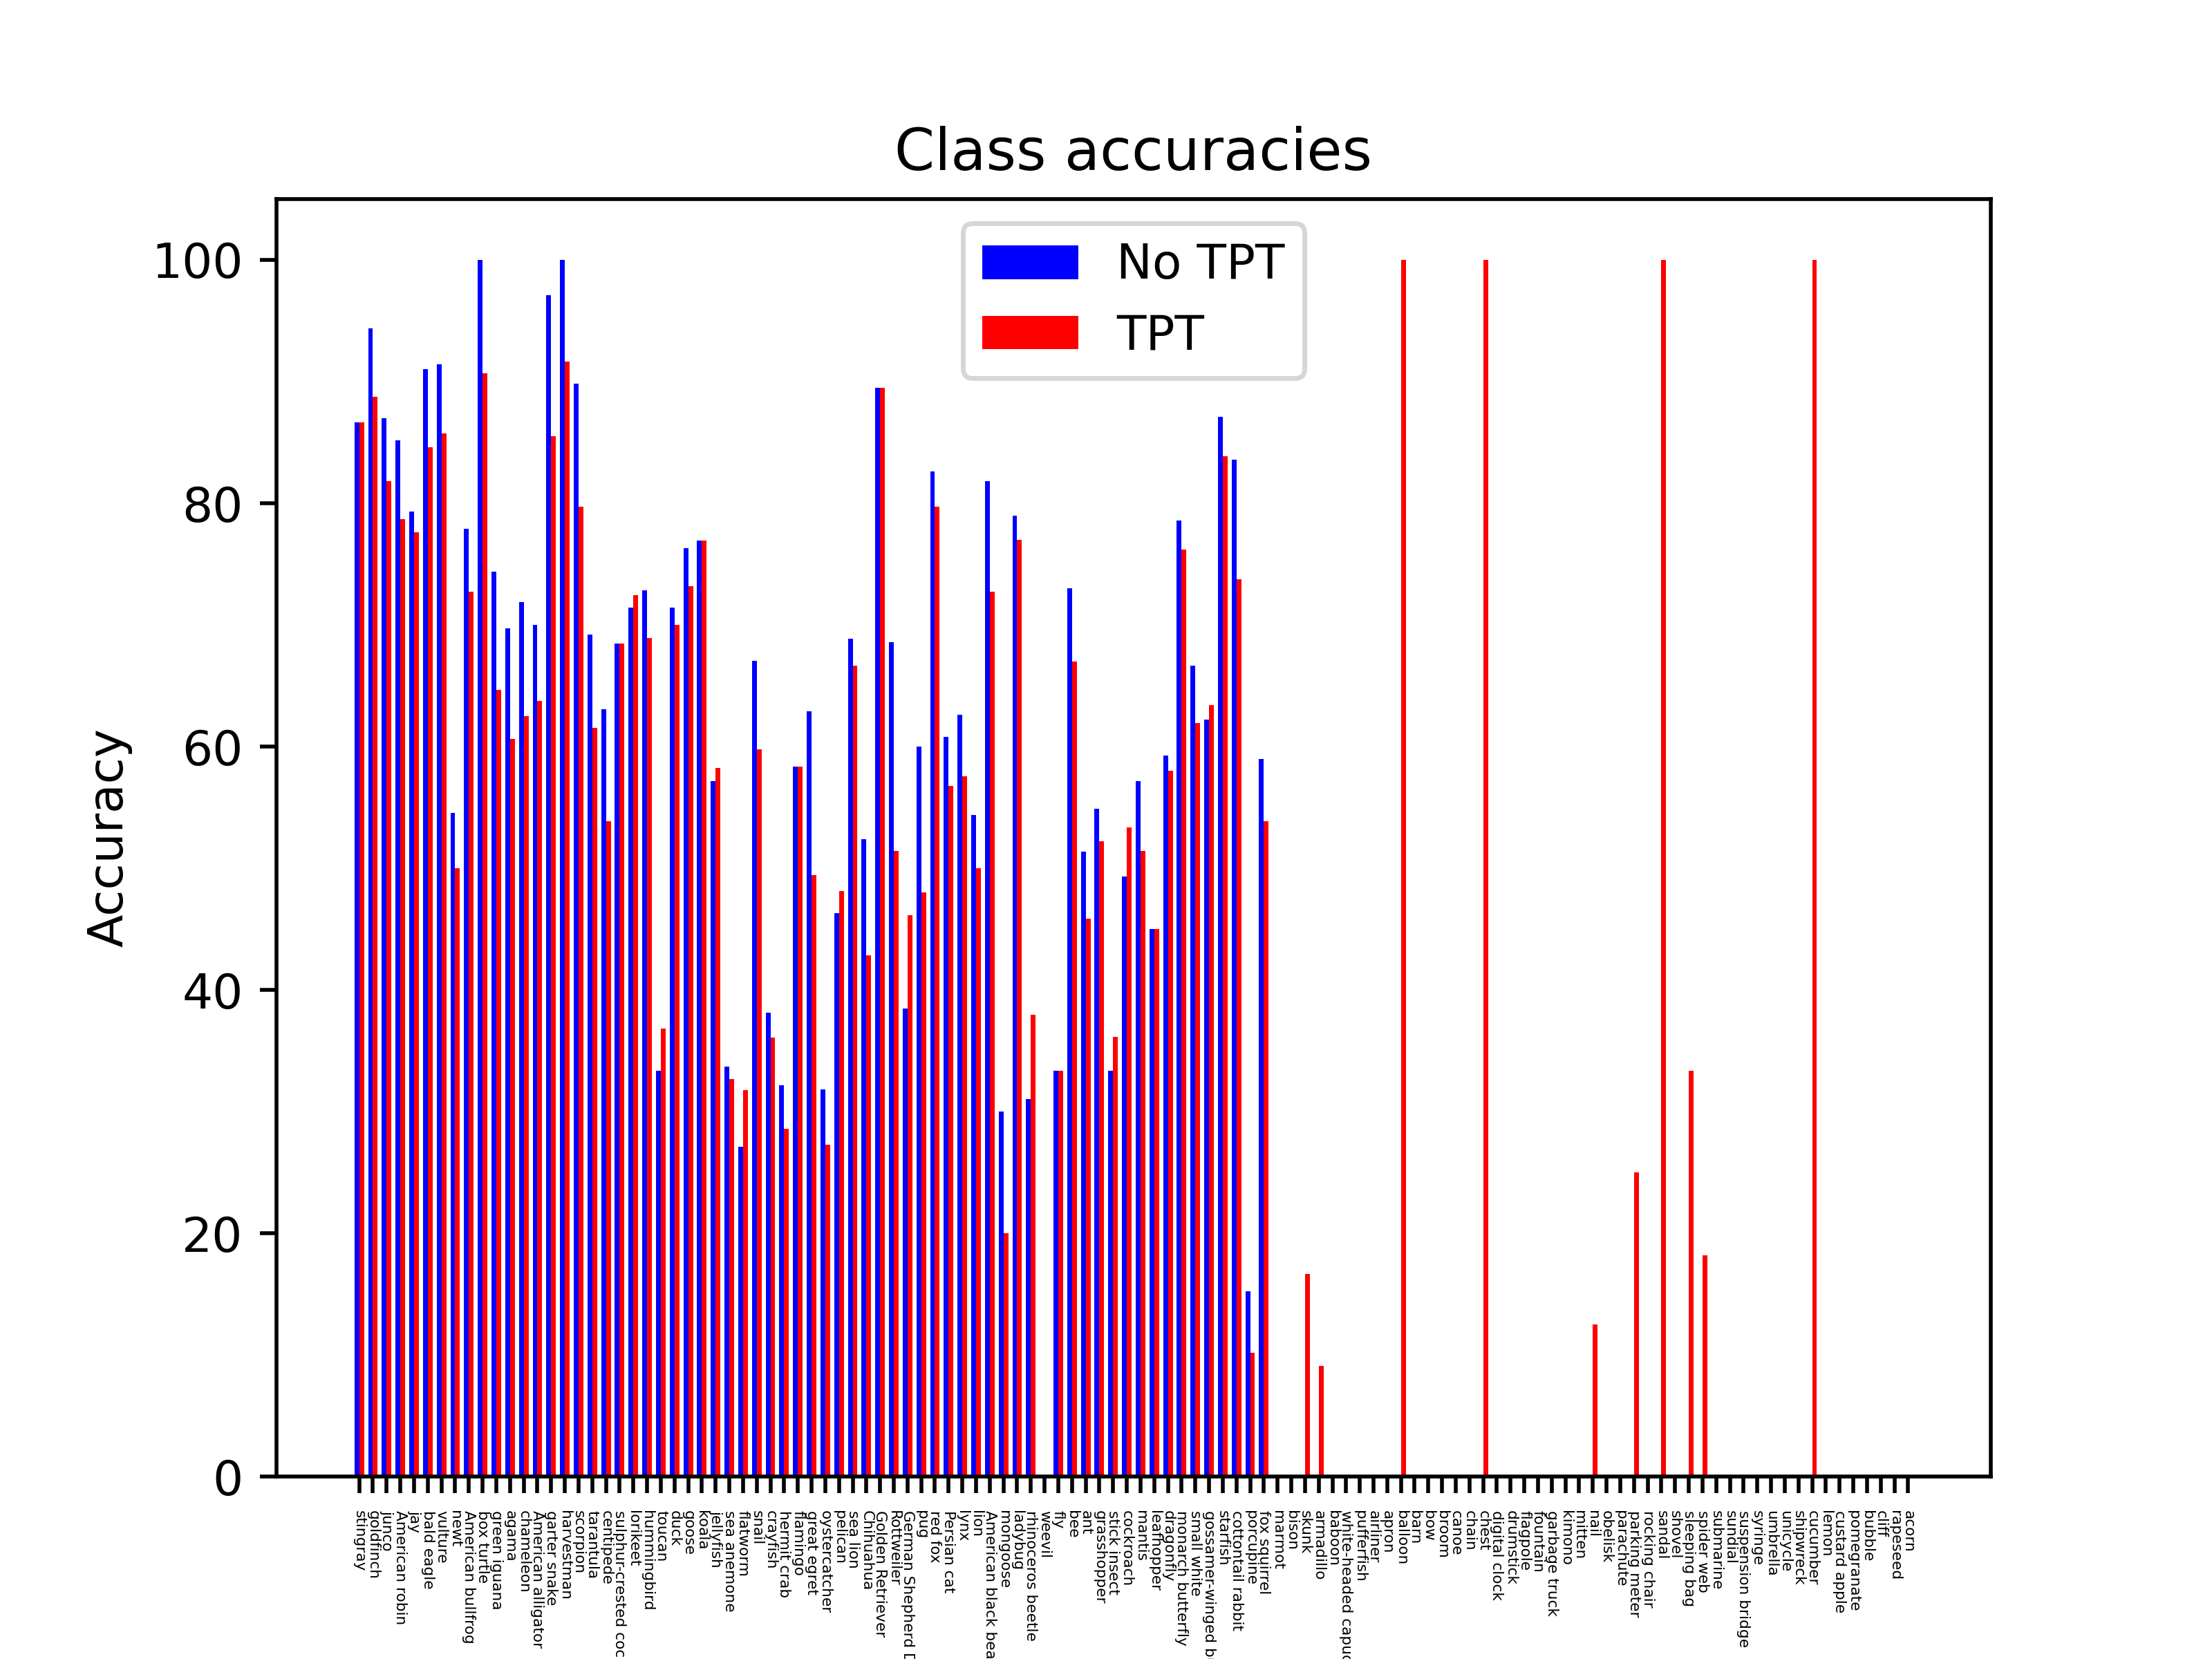 Class accuracies
No TPT
TPT
Accuracy
100
80
60
40
20
0
stingray
goldfinch
junco
American robin
jay
bald eagle
vulture
newt
American bullfrog
box turtle
green iguana
agama
chameleon
American alligator
garter snake
harvestman
scorpion
tarantula
centipede
sulphur-crested coc
lorikeet
hummingbird
toucan
duck
goose
koala
jellyfish
sea anemone
flatworm
snail
crayfish
hermit crab
flamingo
great egret
oystercatcher
pelican
sea lion
Chihuahua
Golden Retriever
Rottweiler
German Shepherd D
pug
red fox
Persian cat
lynx
lion
American black bea
mongoose
ladybug
rhinoceros beetle
weevil
fly
bee
ant
grasshopper
stick insect
cockroach
mantis
leafhopper
dragonfly
monarch butterfly
small white
gossamer-winged b
starfish
cottontail rabbit
porcupine
fox squirrel
marmot
bison
skunk
armadillo
baboon
white-headed capuc
pufferfish
airliner
apron
balloon
barn
bow
broom
canoe
chain
chest
digital clock
drumstick
flagpole
fountain
garbage truck
kimono
mitten
nail
obelisk
parachute
parking meter
rocking chair
sandal
shovel
sleeping bag
spider web
submarine
sundial
suspension bridge
syringe
umbrella
unicycle
shipwreck
cucumber
lemon
custard apple
pomegranate
bubble
cliff
rapeseed
acorn